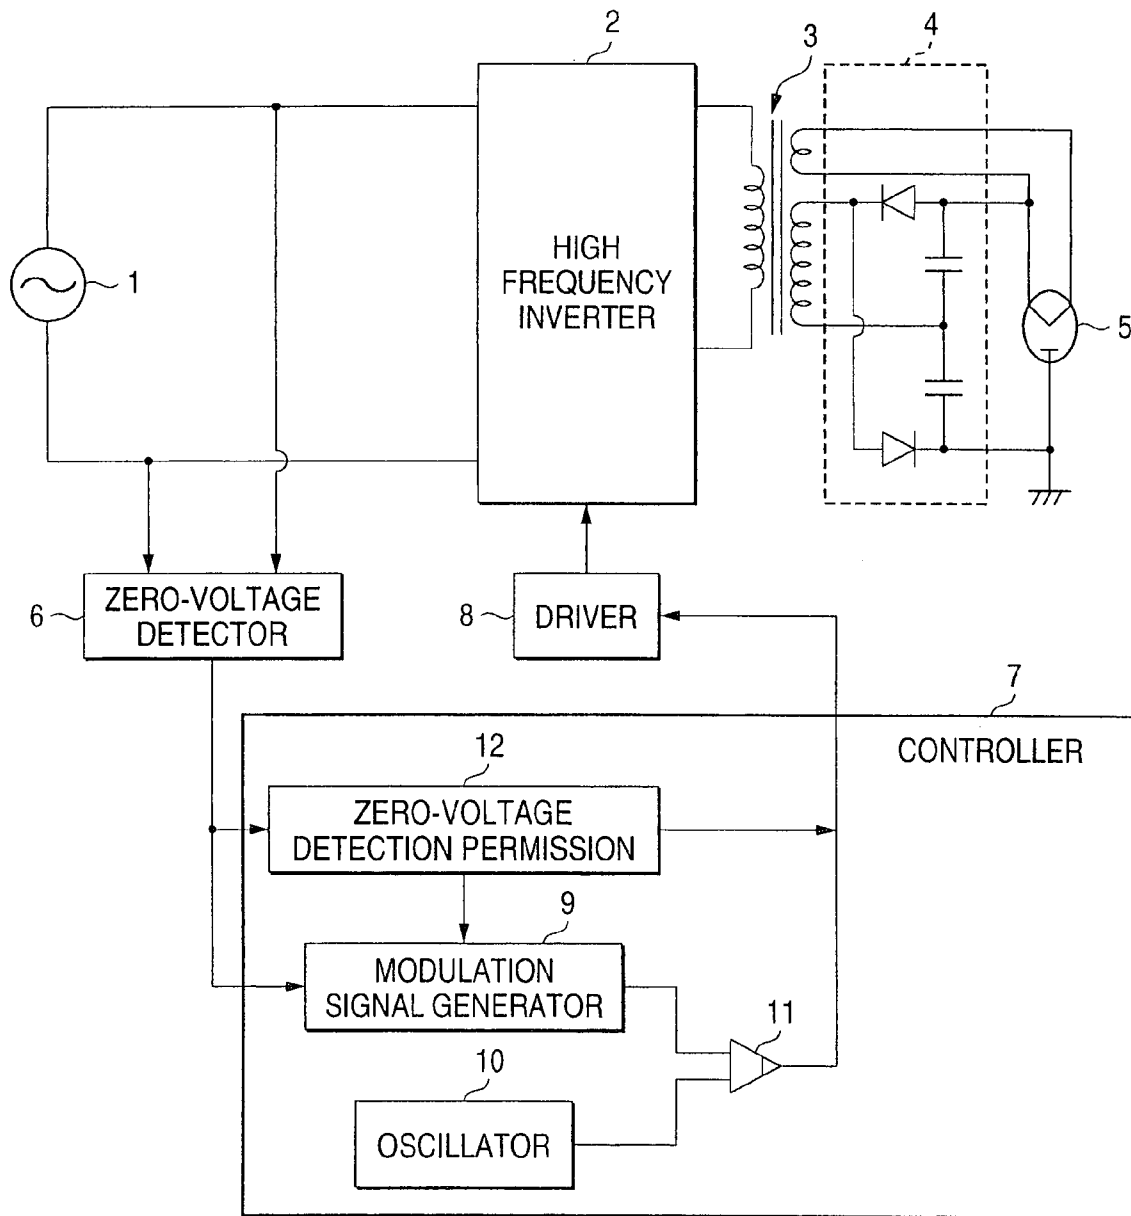 2
3
4
HIGH
FREQUENCY
INVERTER
1
5
6
ZERO-VOLTAGE
DETECTOR
8
DRIVER
7
CONTROLLER
12
ZERO-VOLTAGE
DETECTION PERMISSION
9
MODULATION
SIGNAL GENERATOR
11
10
OSCILLATOR